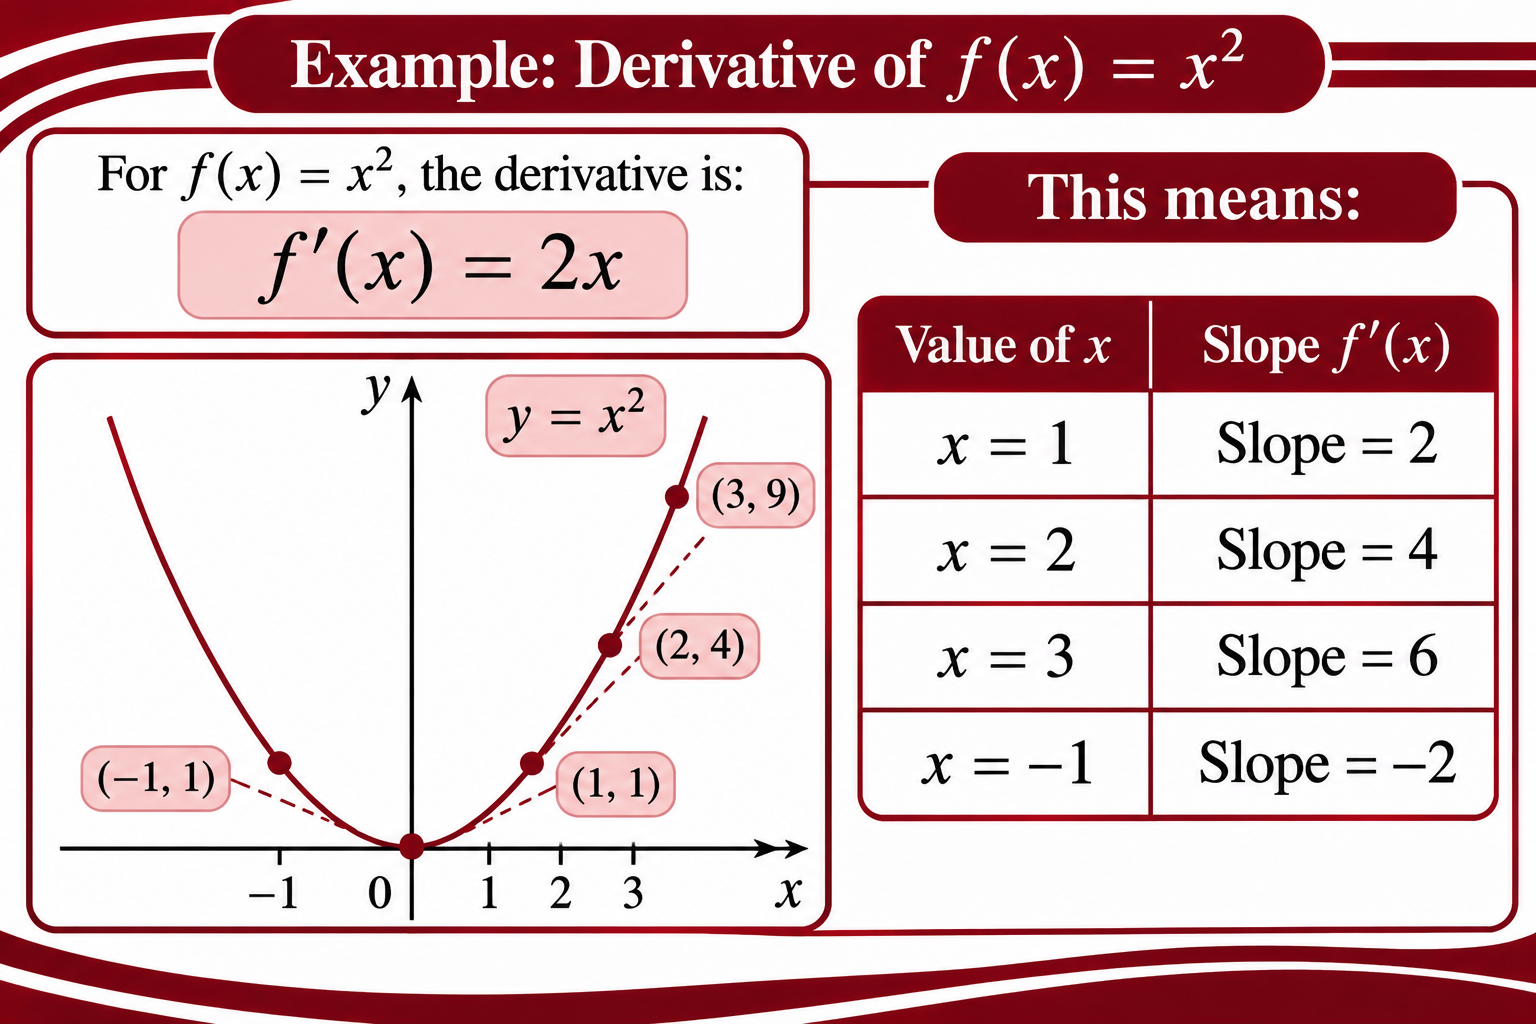 Example: Derivative of f(x) = x²
For f(x) = x², the derivative is:
f′(x) = 2x
This means:
Value of x	Slope f′(x)
x = 1	Slope = 2
x = 2	Slope = 4
x = 3	Slope = 6
x = −1	Slope = −2
y
y = x²
(3, 9)
(2, 4)
(−1, 1)
(1, 1)
−1 0 1 2 3 x